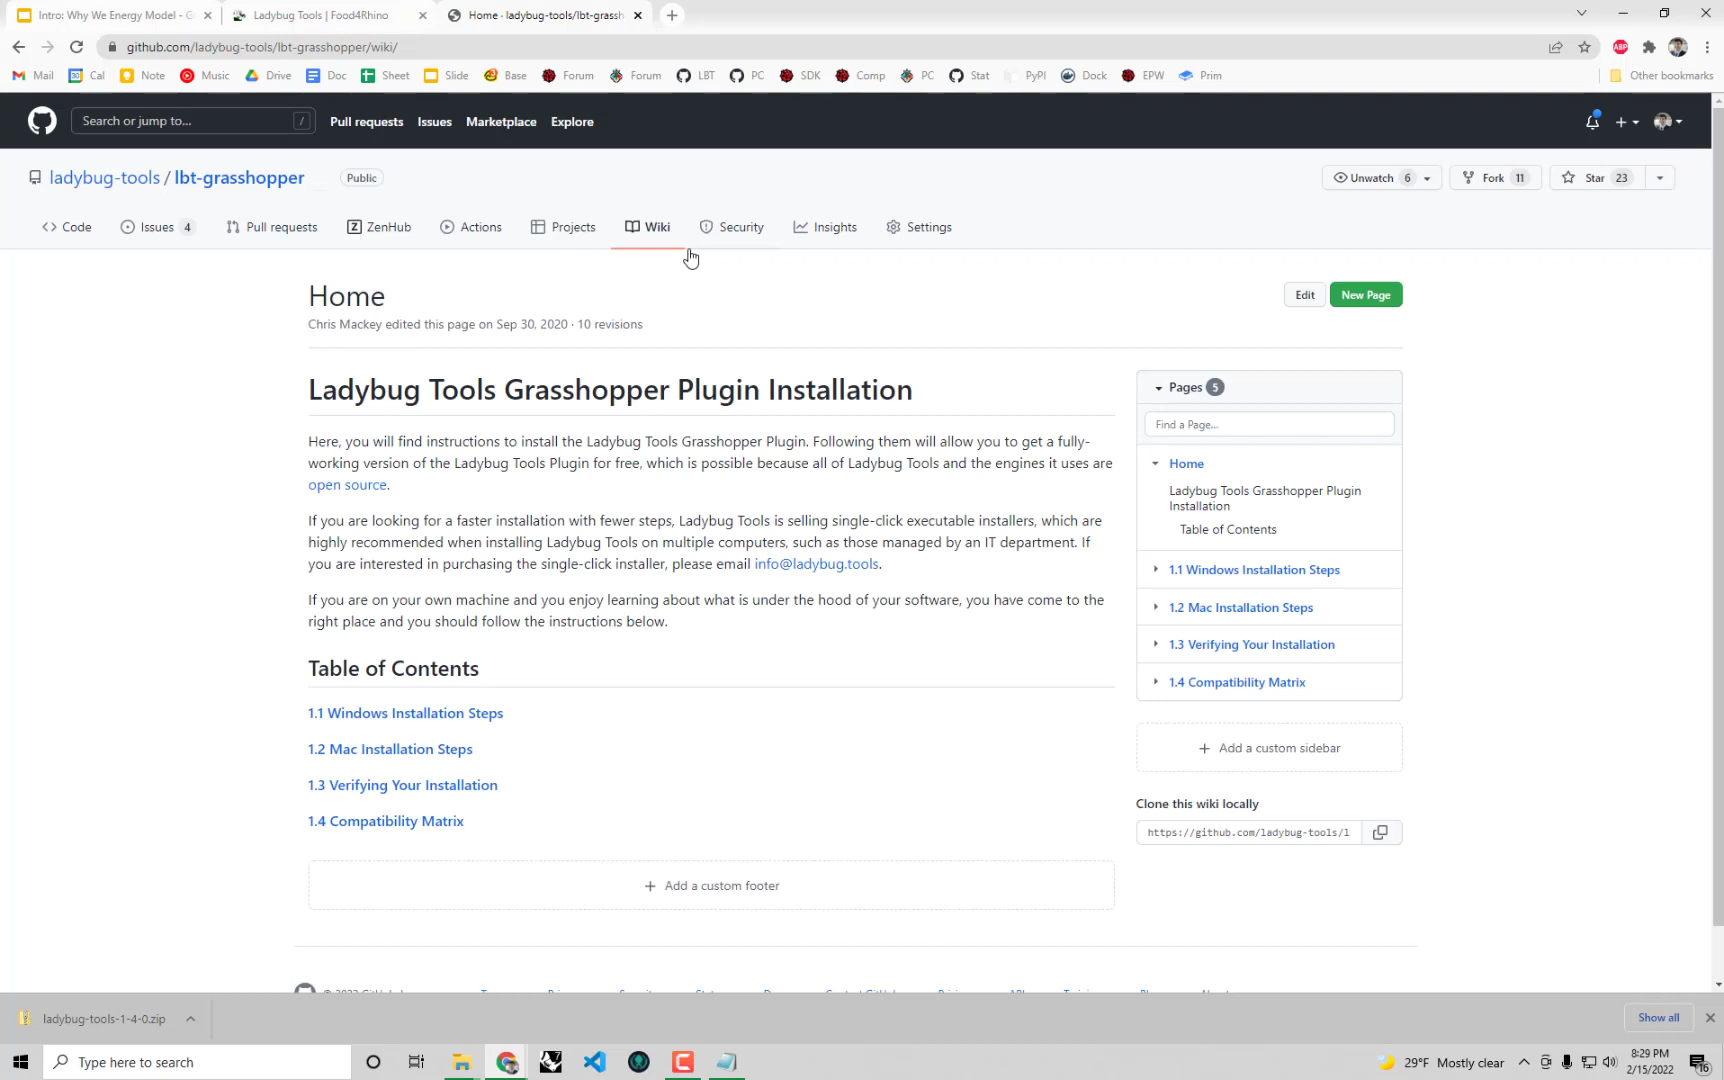 Intro: Why We Energy Model - G
Ladybug Tools | Food4Rhino
Home · ladybug-tools/lbt-grassh
github.com/ladybug-tools/lbt-grasshopper/wiki/
ABP
Mail Cal Note Music Drive Doc Sheet Slide Base Forum Forum LBT PC SDK Comp PC Stat PyPI Dock EPW Prim Other bookmarks
Search or jump to... /
Pull requests Issues Marketplace Explore
ladybug-tools / lbt-grasshopper Public
Unwatch 6 Fork 11 Star 23
Code Issues 4 Pull requests ZenHub Actions Projects Wiki Security Insights Settings
Home
Edit New Page
Chris Mackey edited this page on Sep 30, 2020 · 10 revisions
Ladybug Tools Grasshopper Plugin Installation
Here, you will find instructions to install the Ladybug Tools Grasshopper Plugin. Following them will allow you to get a fully-
working version of the Ladybug Tools Plugin for free, which is possible because all of Ladybug Tools and the engines it uses are
open source.
If you are looking for a faster installation with fewer steps, Ladybug Tools is selling single-click executable installers, which are
highly recommended when installing Ladybug Tools on multiple computers, such as those managed by an IT department. If
you are interested in purchasing the single-click installer, please email info@ladybug.tools.
If you are on your own machine and you enjoy learning about what is under the hood of your software, you have come to the
right place and you should follow the instructions below.
Table of Contents
1.1 Windows Installation Steps
1.2 Mac Installation Steps
1.3 Verifying Your Installation
1.4 Compatibility Matrix
Add a custom footer
Pages 5
Find a Page...
Home
Ladybug Tools Grasshopper Plugin
Installation
Table of Contents
1.1 Windows Installation Steps
1.2 Mac Installation Steps
1.3 Verifying Your Installation
1.4 Compatibility Matrix
Add a custom sidebar
Clone this wiki locally
https://github.com/ladybug-tools/l
ladybug-tools-1-4-0.zip
Show all
Type here to search
29°F Mostly clear
8:29 PM
2/15/2022
16